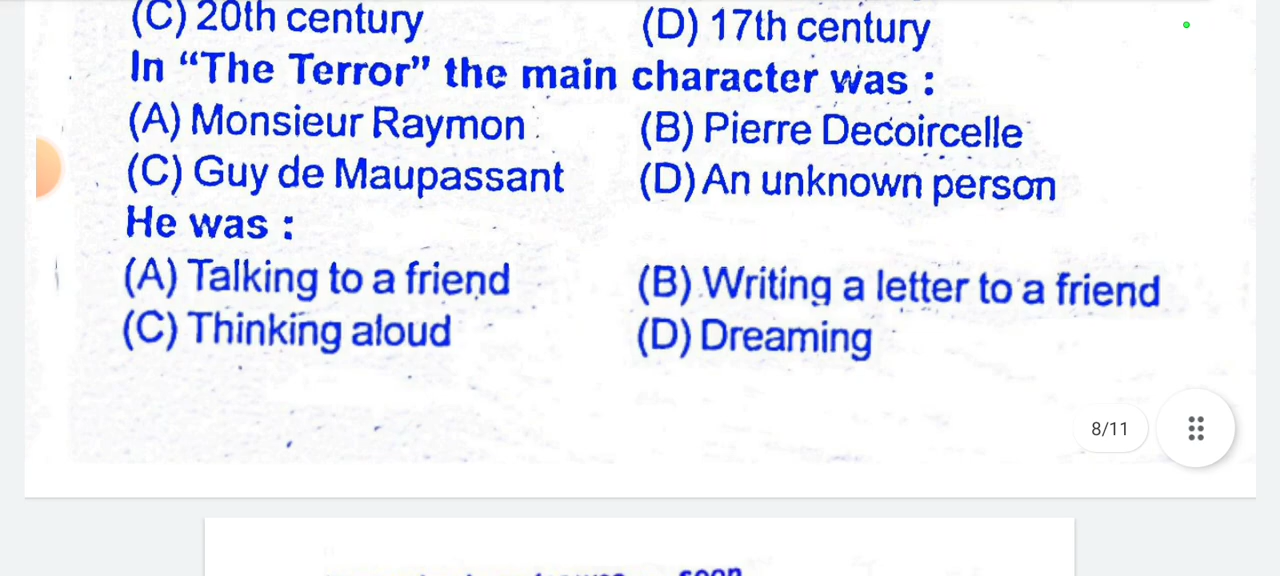 (C) 20th century (D) 17th century
In “The Terror” the main character was :
(A) Monsieur Raymon (B) Pierre Decoircelle
(C) Guy de Maupassant (D) An unknown person
He was :
(A) Talking to a friend (B) Writing a letter to a friend
(C) Thinking aloud (D) Dreaming
8/11
soon